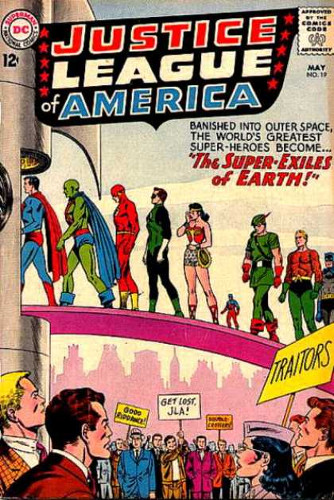 SUPERMAN
DC
NATIONAL COMICS
12¢
JUSTICE
LEAGUE
of AMERICA
APPROVED
BY THE
COMICS
CODE
AUTHORITY
MAY
NO. 19
BANISHED INTO OUTER SPACE,
THE WORLD'S GREATEST
SUPER-HEROES BECOME...
"The SUPER-EXILES
of EARTH!"
TRAITORS
GOOD
RIDDANCE!
GET LOST,
JLA!
DOUBLE-
CROSSERS!